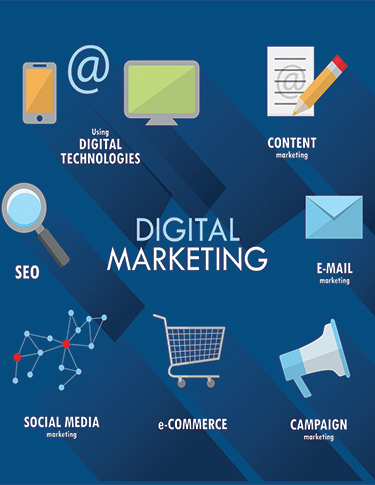 @
@
Using
DIGITAL
TECHNOLOGIES
CONTENT
marketing
DIGITAL
MARKETING
SEO
E-MAIL
marketing
SOCIAL MEDIA
marketing
e-COMMERCE
CAMPAIGN
marketing